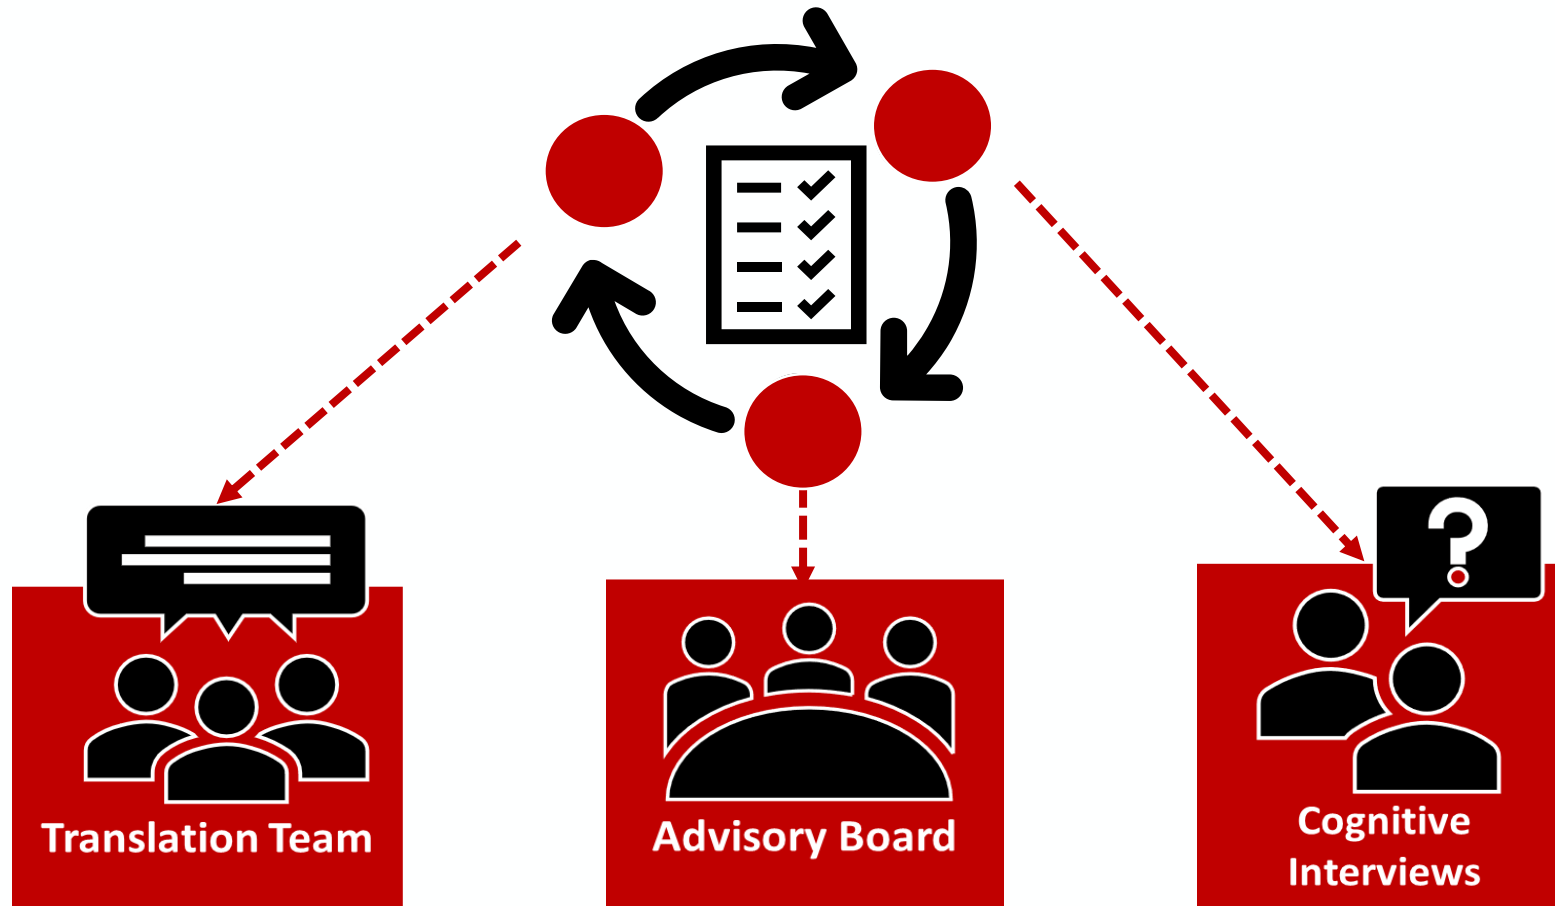 ?
Translation Team
Advisory Board
Cognitive
Interviews